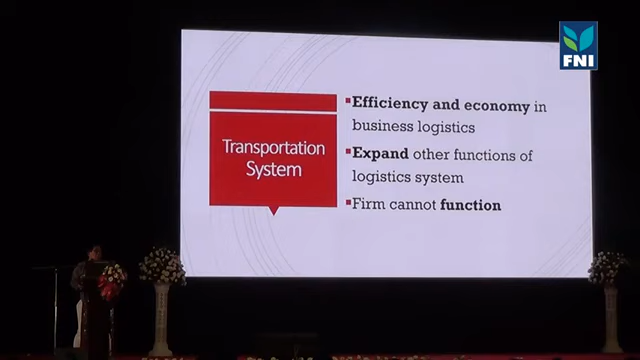 FNI
Transportation
System
Efficiency and economy in
business logistics
Expand other functions of
logistics system
Firm cannot function